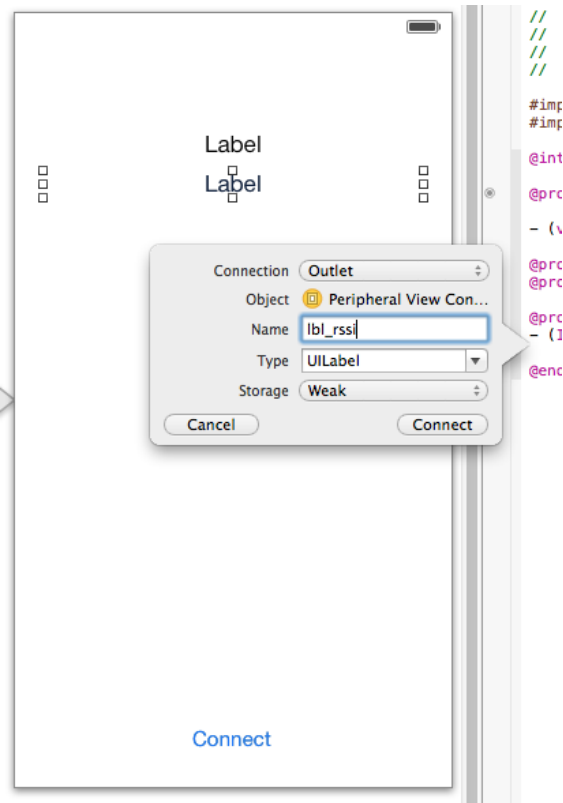 //
//
//
//
#imp
#imp
@int
@pro
- (v
@pro
@pro
@pro
- (I
@end
Label
Label
Connection Outlet
Object Peripheral View Con...
Name lbl_rssi
Type UILabel
Storage Weak
Cancel Connect
Connect